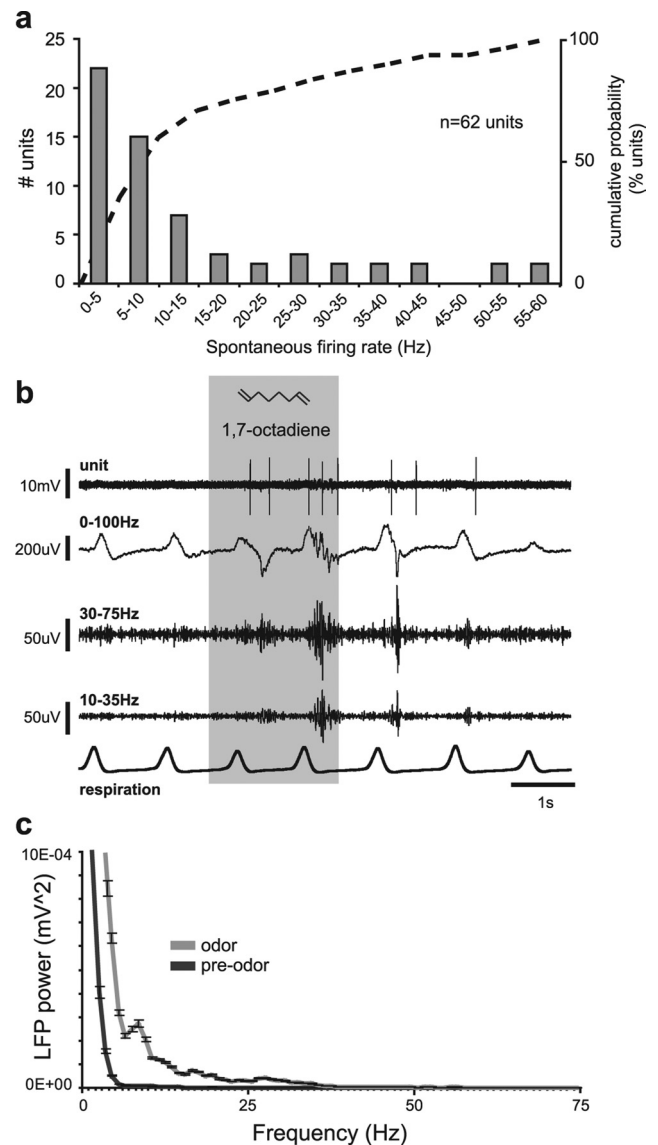 a
25
20
15
10
5
0
# units
n=62 units
100
50
0
cumulative probability
(% units)
0-5
5-10
10-15
15-20
20-25
25-30
30-35
35-40
40-45
45-50
50-55
55-60
Spontaneous firing rate (Hz)
b
1,7-octadiene
unit
10mV
0-100Hz
200uV
30-75Hz
50uV
10-35Hz
50uV
respiration
1s
c
10E-04
LFP power (mV^2)
odor
pre-odor
0E+00
0
25
50
75
Frequency (Hz)